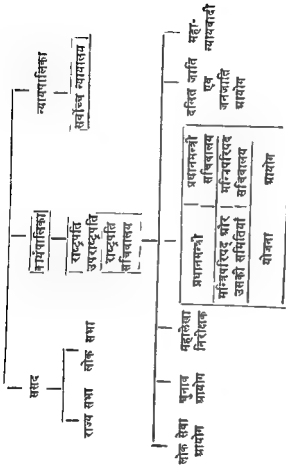 संसद
कार्यपालिका
न्यायपालिका
राज्य सभा
लोक सभा
राष्ट्रपति
उपराष्ट्रपति
राष्ट्रपति
सचिवालय
सर्वोच्च न्यायालय
लोक सेवा
आयोग
चुनाव
आयोग
महालेखा
निरीक्षक
प्रधानमन्त्री
मन्त्रिपरिषद् और
उसकी समितियाँ
प्रधानमन्त्री
सचिवालय
मन्त्रिपरिषद
सचिवालय
योजना
आयोग
दलित जाति
एव
जनजाति
आयोग
महा-
न्यायवादी